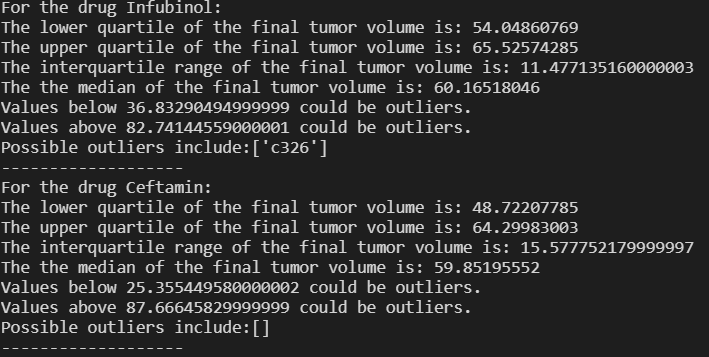 For the drug Infubinol:
The lower quartile of the final tumor volume is: 54.04860769
The upper quartile of the final tumor volume is: 65.52574285
The interquartile range of the final tumor volume is: 11.477135160000003
The the median of the final tumor volume is: 60.16518046
Values below 36.83290494999999 could be outliers.
Values above 82.74144559000001 could be outliers.
Possible outliers include:['c326']
-------------------
For the drug Ceftamin:
The lower quartile of the final tumor volume is: 48.72207785
The upper quartile of the final tumor volume is: 64.29983003
The interquartile range of the final tumor volume is: 15.577752179999997
The the median of the final tumor volume is: 59.85195552
Values below 25.355449580000002 could be outliers.
Values above 87.66645829999999 could be outliers.
Possible outliers include:[]
-------------------